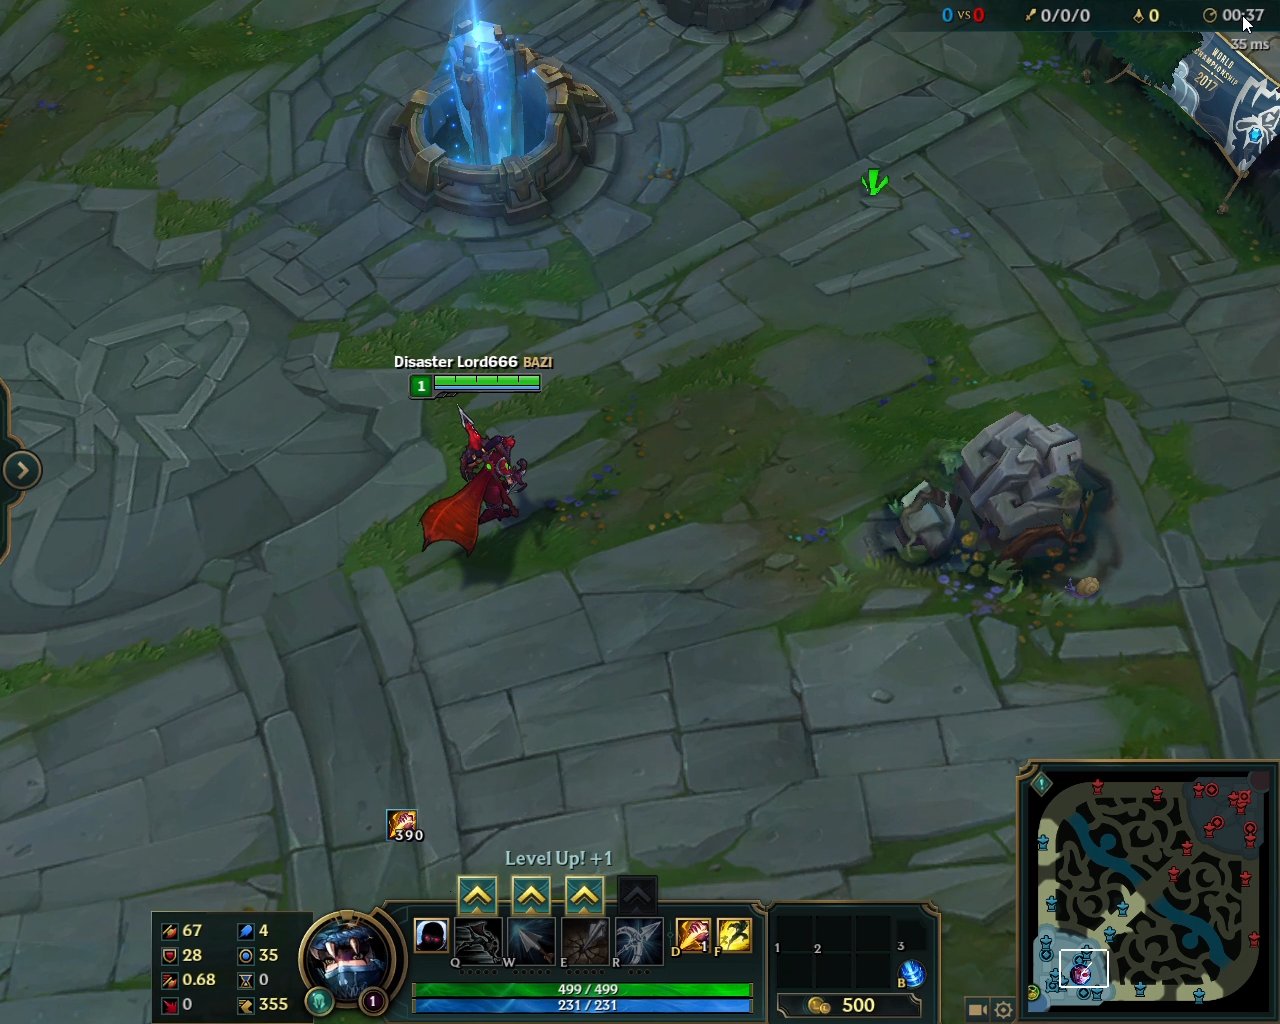 0 vs 0 0/0/0 0 00:37
35 ms
WORLD
CHAMPIONSHIP
2017
Disaster Lord666 BAZI
1
390
Level Up! +1
67 4
28 35
0.68 0
0 355
1
Q W E R D 1 F
499 / 499
231 / 231
1 2 3
B
500